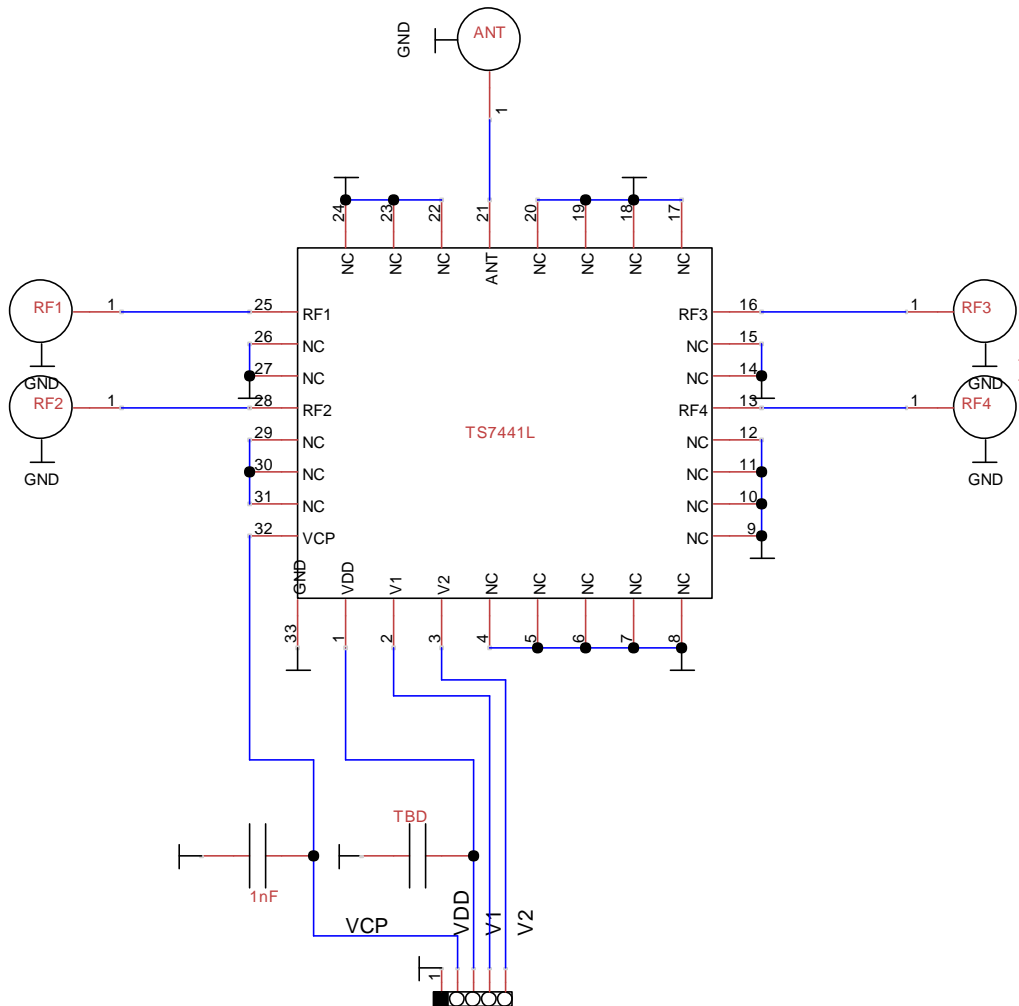 ANT
GND
1
24
23
22
21
20
19
18
17
NC
NC
NC
ANT
NC
NC
NC
NC
RF1
1
25
RF1
RF3
16
1
RF3
26
NC
NC
15
27
NC
NC
14
GND
GND
RF2
1
28
RF2
RF4
13
1
RF4
29
NC
TS7441L
NC
12
30
NC
NC
11
GND
GND
31
NC
NC
10
32
VCP
NC
9
GND
VDD
V1
V2
NC
NC
NC
NC
NC
33
1
2
3
4
5
6
7
8
TBD
1nF
VCP
VDD
V1
V2
1